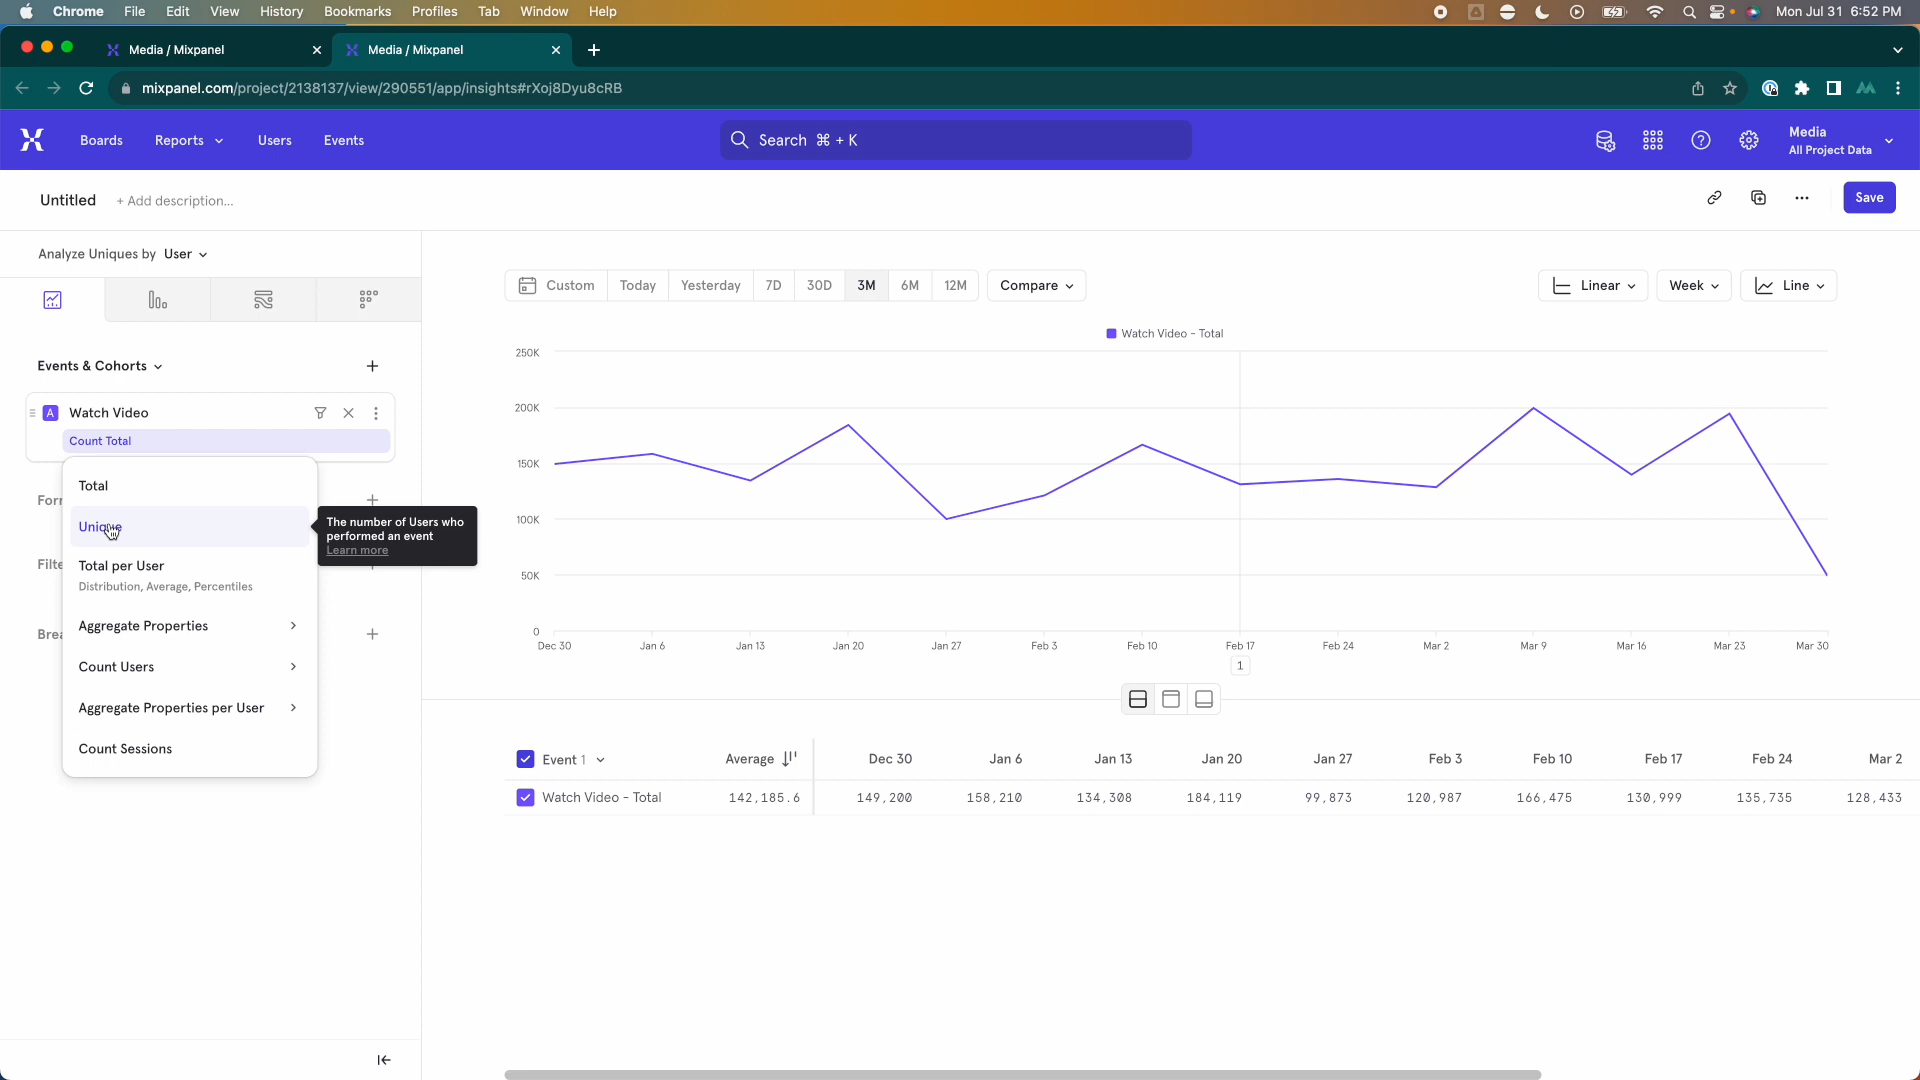 Chrome File Edit View History Bookmarks Profiles Tab Window Help Mon Jul 31 6:52 PM
Media / Mixpanel Media / Mixpanel
mixpanel.com/project/2138137/view/290551/app/insights#rXoj8Dyu8cRB
Boards Reports Users Events Search ⌘ + K Media
All Project Data
Untitled + Add description... Save
Analyze Uniques by User
Custom Today Yesterday 7D 30D 3M 6M 12M Compare Linear Week Line
Watch Video - Total
Events & Cohorts
A Watch Video
Count Total
Total
Unique
The number of Users who
performed an event
Learn more
Total per User
Distribution, Average, Percentiles
Aggregate Properties
Count Users
Aggregate Properties per User
Count Sessions
250K
200K
150K
100K
50K
0
Dec 30 Jan 6 Jan 13 Jan 20 Jan 27 Feb 3 Feb 10 Feb 17 Feb 24 Mar 2 Mar 9 Mar 16 Mar 23 Mar 30
1
Event 1 Average Dec 30 Jan 6 Jan 13 Jan 20 Jan 27 Feb 3 Feb 10 Feb 17 Feb 24 Mar 2
Watch Video - Total 142,185.6 149,200 158,210 134,308 184,119 99,873 120,987 166,475 130,999 135,735 128,433